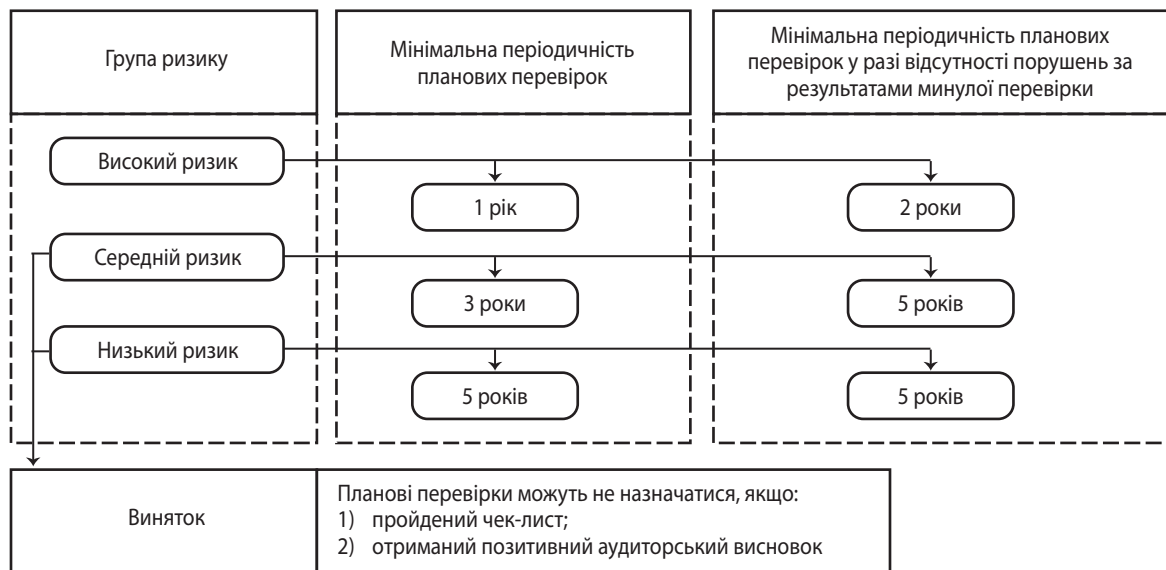 Група ризику
Мінімальна періодичність
планових перевірок
Мінімальна періодичність планових
перевірок у разі відсутності порушень за
результатами минулої перевірки
Високий ризик
1 рік
2 роки
Середній ризик
3 роки
5 років
Низький ризик
5 років
5 років
Виняток
Планові перевірки можуть не назначатися, якщо:
1) пройдений чек-лист;
2) отриманий позитивний аудиторський висновок